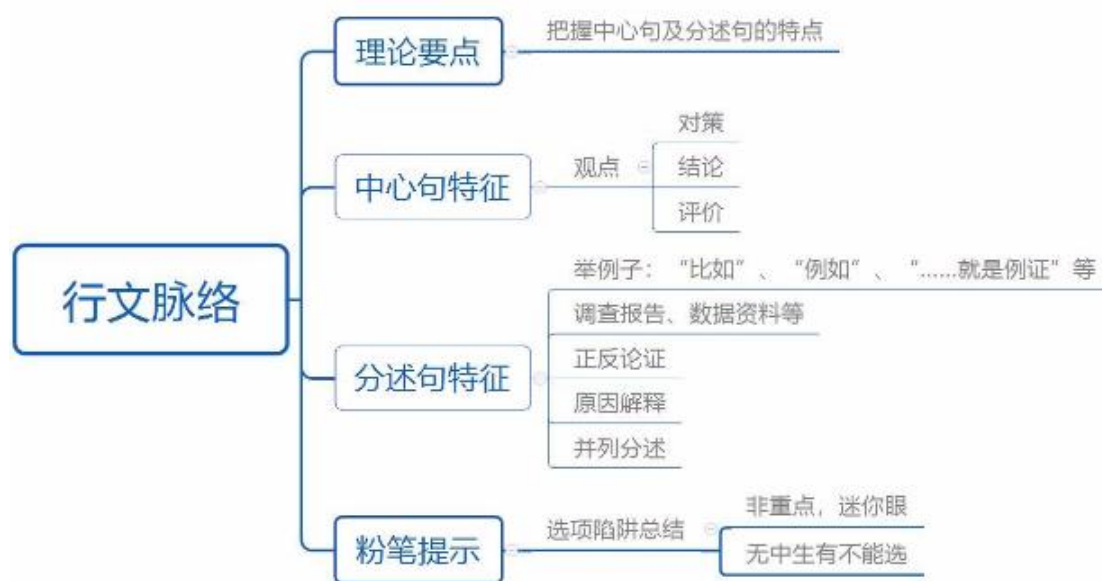 行文脉络
理论要点
把握中心句及分述句的特点
中心句特征
观点
对策
结论
评价
分述句特征
举例子：“比如”、“例如”、“……就是例证”等
调查报告、数据资料等
正反论证
原因解释
并列分述
粉笔提示
选项陷阱总结
非重点，迷你眼
无中生有不能选